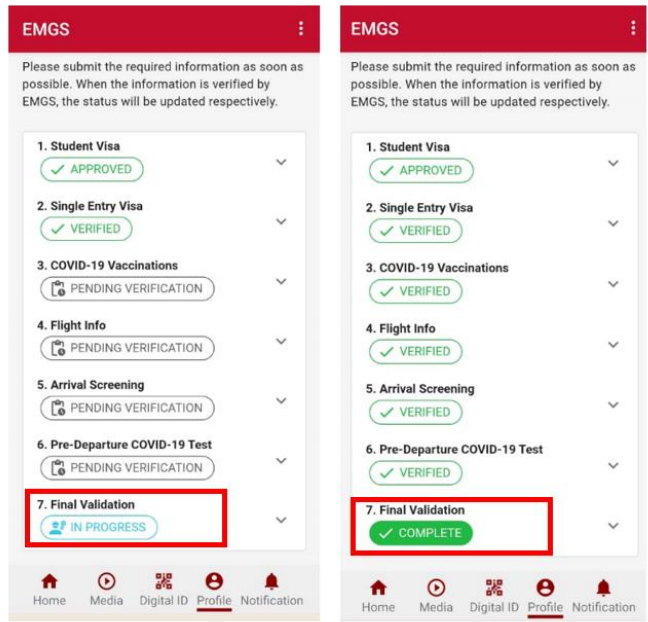 EMGS
Please submit the required information as soon as
possible. When the information is verified by
EMGS, the status will be updated respectively.
1. Student Visa
APPROVED
2. Single Entry Visa
VERIFIED
3. COVID-19 Vaccinations
PENDING VERIFICATION
4. Flight Info
PENDING VERIFICATION
5. Arrival Screening
PENDING VERIFICATION
6. Pre-Departure COVID-19 Test
PENDING VERIFICATION
7. Final Validation
IN PROGRESS
Home Media Digital ID Profile Notification
EMGS
Please submit the required information as soon as
possible. When the information is verified by
EMGS, the status will be updated respectively.
1. Student Visa
APPROVED
2. Single Entry Visa
VERIFIED
3. COVID-19 Vaccinations
VERIFIED
4. Flight Info
VERIFIED
5. Arrival Screening
VERIFIED
6. Pre-Departure COVID-19 Test
VERIFIED
7. Final Validation
COMPLETE
Home Media Digital ID Profile Notification